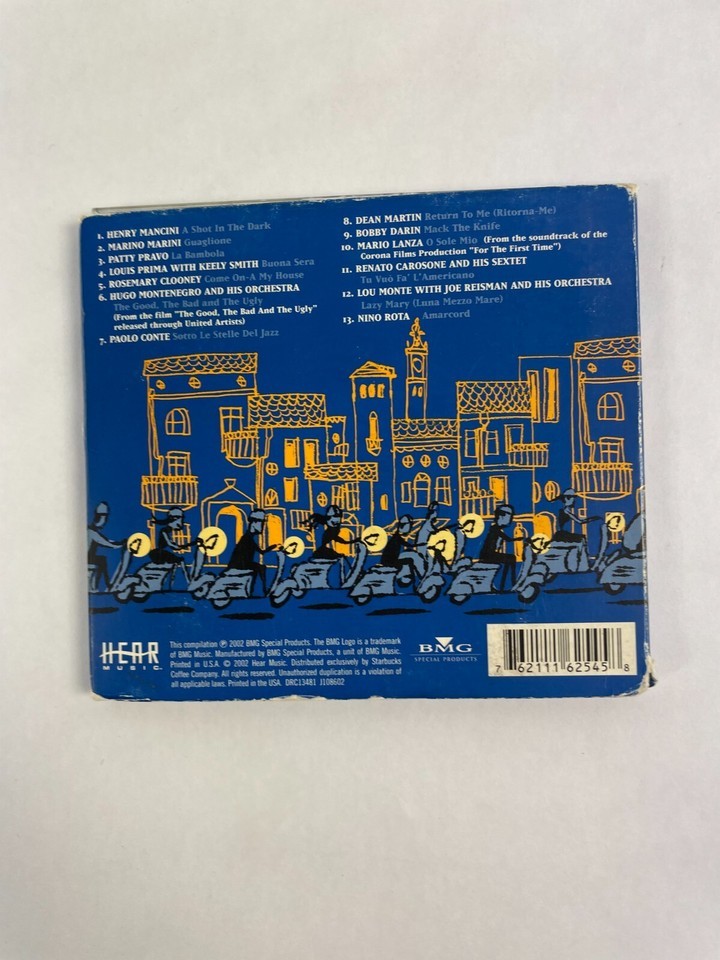 1. HENRY MANCINI A Shot In The Dark
2. MARINO MARINI Guaglione
3. PATTY PRAVO La Bambola
4. LOUIS PRIMA WITH KEELY SMITH Buona Sera
5. ROSEMARY CLOONEY Come On-A My House
6. HUGO MONTENEGRO AND HIS ORCHESTRA
The Good, The Bad and The Ugly
(From the film "The Good, The Bad And The Ugly"
released through United Artists)
7. PAOLO CONTE Sotto Le Stelle Del Jazz
8. DEAN MARTIN Return To Me (Ritorna-Me)
9. BOBBY DARIN Mack The Knife
10. MARIO LANZA O Sole Mio (From the soundtrack of the
Corona Films Production "For The First Time")
11. RENATO CAROSONE AND HIS SEXTET
Tu Vuò Fa' L'Americano
12. LOU MONTE WITH JOE REISMAN AND HIS ORCHESTRA
Lazy Mary (Luna Mezzo Mare)
13. NINO ROTA Amarcord
HEAR
MUSIC.
This compilation ℗ 2002 BMG Special Products. The BMG Logo is a trademark
of BMG Music. Manufactured by BMG Special Products, a unit of BMG Music.
Printed in U.S.A. © 2002 Hear Music. Distributed exclusively by Starbucks
Coffee Company. All rights reserved. Unauthorized duplication is a violation of
all applicable laws. Printed in the USA. DRC13481 J108602
BMG
SPECIAL PRODUCTS
7 62111 62545 8